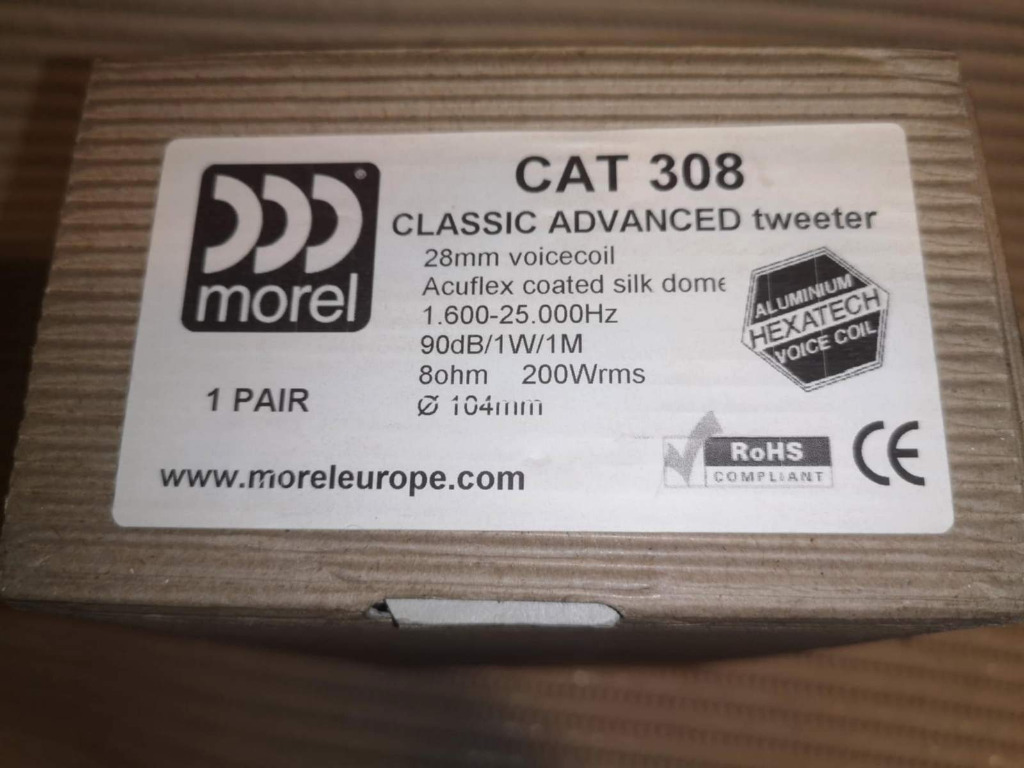 morel®
CAT 308
CLASSIC ADVANCED tweeter
28mm voicecoil
Acuflex coated silk dome
1.600-25.000Hz
90dB/1W/1M
8ohm 200Wrms
Ø 104mm
1 PAIR
ALUMINIUM
HEXATECH
VOICE COIL
www.moreleurope.com
RoHS
COMPLIANT
CE